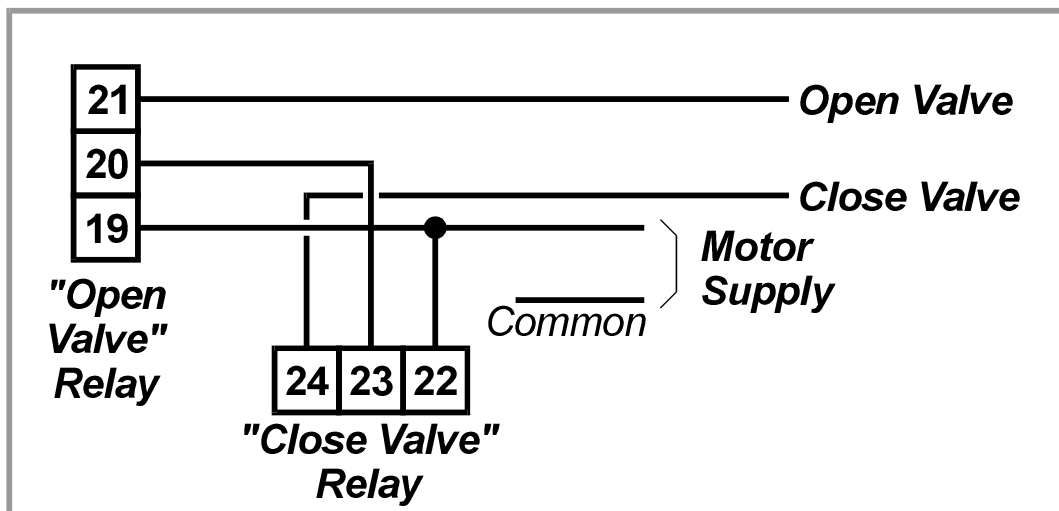 21
Open Valve
20
Close Valve
19
Motor
Supply
"Open
Valve"
Relay
Common
24 23 22
"Close Valve"
Relay